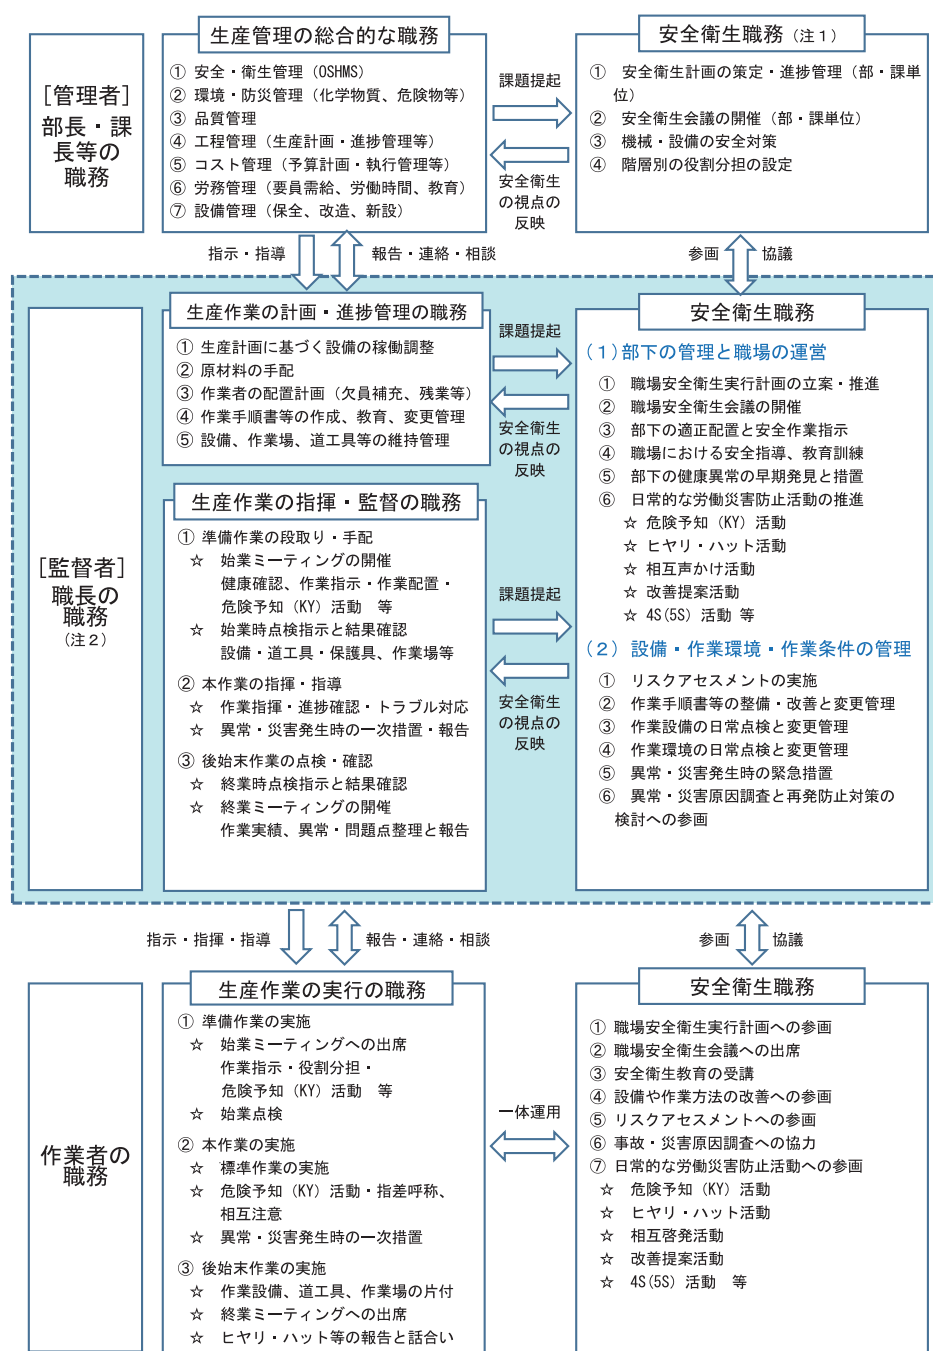 [管理者]
部長・課
長等の
職務
生産管理の総合的な職務
① 安全・衛生管理（OSHMS）
② 環境・防災管理（化学物質、危険物等）
③ 品質管理
④ 工程管理（生産計画・進捗管理等）
⑤ コスト管理（予算計画・執行管理等）
⑥ 労務管理（要員需給、労働時間、教育）
⑦ 設備管理（保全、改造、新設）
課題提起
安全衛生
の視点の
反映
安全衛生職務（注１）
① 安全衛生計画の策定・進捗管理（部・課単
位）
② 安全衛生会議の開催（部・課単位）
③ 機械・設備の安全対策
④ 階層別の役割分担の設定
指示・指導
報告・連絡・相談
参画
協議
[監督者]
職長の
職務
（注２）
生産作業の計画・進捗管理の職務
① 生産計画に基づく設備の稼働調整
② 原材料の手配
③ 作業者の配置計画（欠員補充、残業等）
④ 作業手順書等の作成、教育、変更管理
⑤ 設備、作業場、道工具等の維持管理
課題提起
安全衛生
の視点の
反映
生産作業の指揮・監督の職務
① 準備作業の段取り・手配
☆ 始業ミーティングの開催
健康確認、作業指示・作業配置・
危険予知（KY）活動 等
☆ 始業時点検指示と結果確認
設備・道工具・保護具、作業場等
② 本作業の指揮・指導
☆ 作業指揮・進捗確認・トラブル対応
☆ 異常・災害発生時の一次措置・報告
③ 後始末作業の点検・確認
☆ 終業時点検指示と結果確認
☆ 終業ミーティングの開催
作業実績、異常・問題点整理と報告
課題提起
安全衛生
の視点の
反映
安全衛生職務
（１）部下の管理と職場の運営
① 職場安全衛生実行計画の立案・推進
② 職場安全衛生会議の開催
③ 部下の適正配置と安全作業指示
④ 職場における安全指導、教育訓練
⑤ 部下の健康異常の早期発見と措置
⑥ 日常的な労働災害防止活動の推進
☆ 危険予知（KY）活動
☆ ヒヤリ・ハット活動
☆ 相互声かけ活動
☆ 改善提案活動
☆ 4S(5S）活動 等
（２）設備・作業環境・作業条件の管理
① リスクアセスメントの実施
② 作業手順書等の整備・改善と変更管理
③ 作業設備の日常点検と変更管理
④ 作業環境の日常点検と変更管理
⑤ 異常・災害発生時の緊急措置
⑥ 異常・災害原因調査と再発防止対策の
検討への参画
指示・指揮・指導
報告・連絡・相談
参画
協議
作業者の
職務
生産作業の実行の職務
① 準備作業の実施
☆ 始業ミーティングへの出席
作業指示・役割分担・
危険予知（KY）活動 等
☆ 始業点検
② 本作業の実施
☆ 標準作業の実施
☆ 危険予知（KY）活動・指差呼称、
相互注意
☆ 異常・災害発生時の一次措置
③ 後始末作業の実施
☆ 作業設備、道工具、作業場の片付
☆ 終業ミーティングへの出席
☆ ヒヤリ・ハット等の報告と話合い
一体運用
安全衛生職務
① 職場安全衛生実行計画への参画
② 職場安全衛生会議への出席
③ 安全衛生教育の受講
④ 設備や作業方法の改善への参画
⑤ リスクアセスメントへの参画
⑥ 事故・災害原因調査への協力
⑦ 日常的な労働災害防止活動への参画
☆ 危険予知（KY）活動
☆ ヒヤリ・ハット活動
☆ 相互啓発活動
☆ 改善提案活動
☆ 4S(5S）活動 等